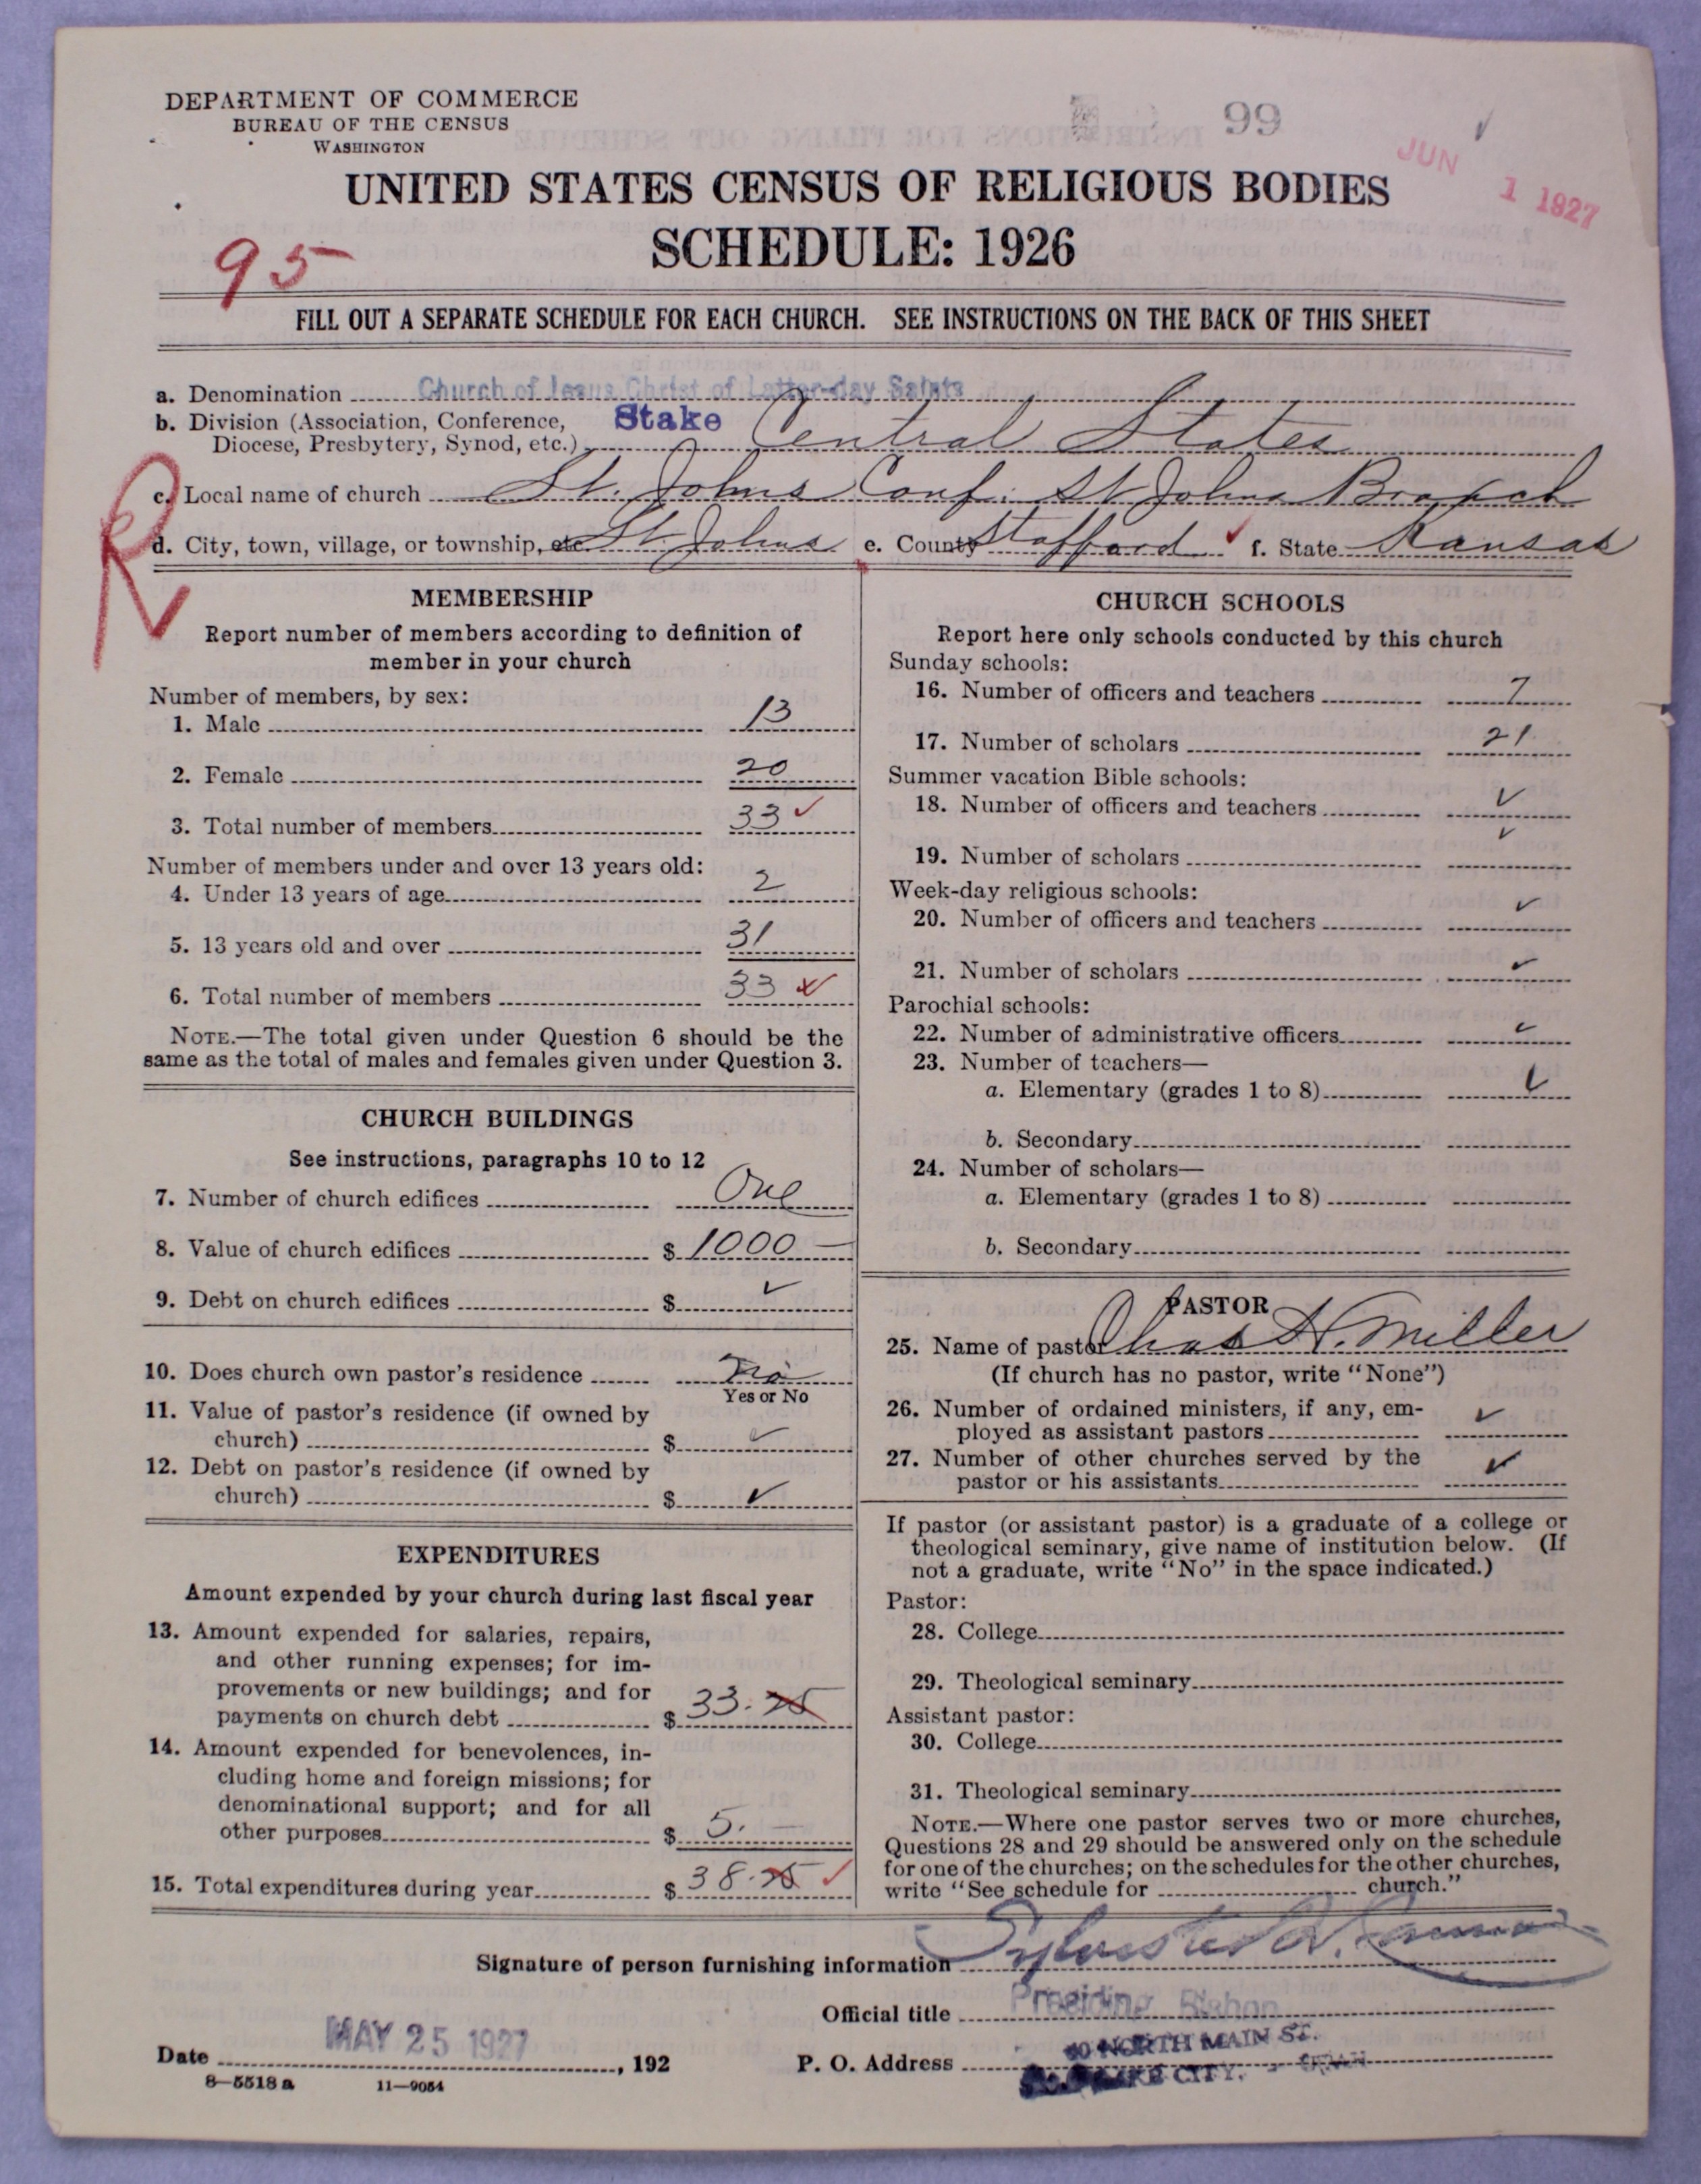 DEPARTMENT OF COMMERCE
BUREAU OF THE CENSUS
WASHINGTON
99
JUN 1 1927
UNITED STATES CENSUS OF RELIGIOUS BODIES
SCHEDULE: 1926
95
FILL OUT A SEPARATE SCHEDULE FOR EACH CHURCH. SEE INSTRUCTIONS ON THE BACK OF THIS SHEET
a. Denomination Church of Jesus Christ of Latter-day Saints
b. Division (Association, Conference, Stake Central States
Diocese, Presbytery, Synod, etc.)
c. Local name of church St. Johns Conf. St Johns Branch
R
d. City, town, village, or township, etc. St. Johns e. County Stafford ✓ f. State Kansas
MEMBERSHIP
Report number of members according to definition of
member in your church
Number of members, by sex:
1. Male 13
2. Female 20
3. Total number of members 33 ✓
Number of members under and over 13 years old:
4. Under 13 years of age 2
5. 13 years old and over 31
6. Total number of members 33 ✓
NOTE.—The total given under Question 6 should be the
same as the total of males and females given under Question 3.
CHURCH BUILDINGS
See instructions, paragraphs 10 to 12
7. Number of church edifices One
8. Value of church edifices $ 1000 —
9. Debt on church edifices $ ✓
10. Does church own pastor's residence No
Yes or No
11. Value of pastor's residence (if owned by
church) $ ✓
12. Debt on pastor's residence (if owned by
church) $ ✓
EXPENDITURES
Amount expended by your church during last fiscal year
13. Amount expended for salaries, repairs,
and other running expenses; for im-
provements or new buildings; and for
payments on church debt $ 33.
14. Amount expended for benevolences, in-
cluding home and foreign missions; for
denominational support; and for all
other purposes $ 5. —
15. Total expenditures during year $ 38. ✓
CHURCH SCHOOLS
Report here only schools conducted by this church
Sunday schools:
16. Number of officers and teachers 7
17. Number of scholars 21
Summer vacation Bible schools:
18. Number of officers and teachers ✓
19. Number of scholars ✓
Week-day religious schools:
20. Number of officers and teachers ✓
21. Number of scholars ✓
Parochial schools:
22. Number of administrative officers ✓
23. Number of teachers—
a. Elementary (grades 1 to 8) ✓
b. Secondary
24. Number of scholars—
a. Elementary (grades 1 to 8)
b. Secondary
PASTOR
25. Name of pastor Chas H. Miller
(If church has no pastor, write "None")
26. Number of ordained ministers, if any, em-
ployed as assistant pastors ✓
27. Number of other churches served by the
pastor or his assistants ✓
If pastor (or assistant pastor) is a graduate of a college or
theological seminary, give name of institution below. (If
not a graduate, write "No" in the space indicated.)
Pastor:
28. College
29. Theological seminary
Assistant pastor:
30. College
31. Theological seminary
NOTE.—Where one pastor serves two or more churches,
Questions 28 and 29 should be answered only on the schedule
for one of the churches; on the schedules for the other churches,
write "See schedule for church."
Signature of person furnishing information Sylvester Q. Cannon
Official title Presiding Bishop
Date MAY 25 1927, 192
P. O. Address 40 NORTH MAIN ST.
LAKE CITY, UTAH
8—5518 a 11—9054